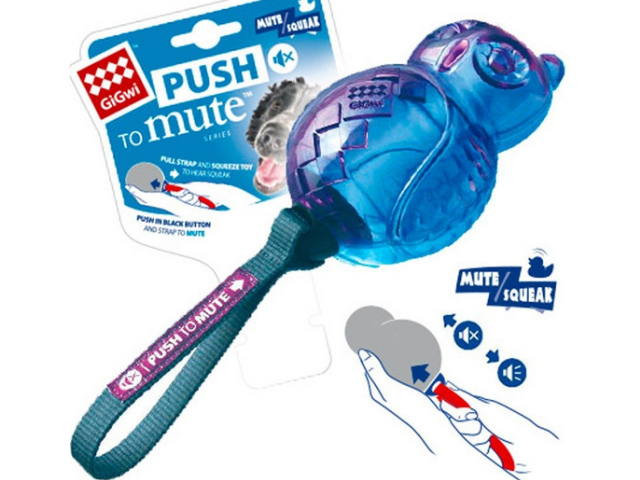 MUTE
SQUEAK
GiGwi
PUSH
TO mute™
SERIES
PULL STRAP AND SQUEEZE TOY
TO HEAR SQUEAK
PUSH IN BLACK BUTTON
AND STRAP TO MUTE
GiGwi
PUSH TO MUTE
MUTE
SQUEAK